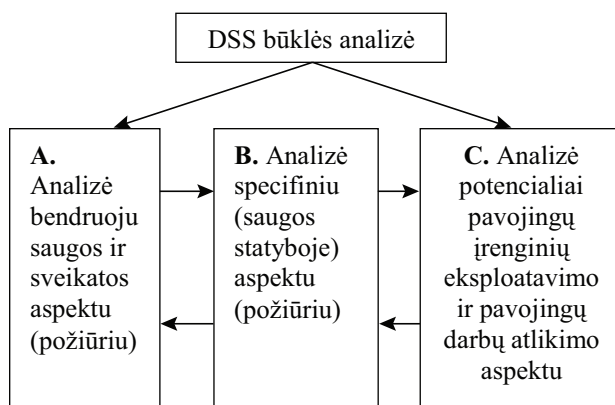 DSS būklės analizė
A.
Analizė
bendruoju
saugos ir
sveikatos
aspektu
(požiūriu)
B. Analizė
specifiniu
(saugos
statyboje)
aspektu
(požiūriu)
C. Analizė
potencialiai
pavojingų
įrenginių
eksploatavimo
ir pavojingų
darbų atlikimo
aspektu